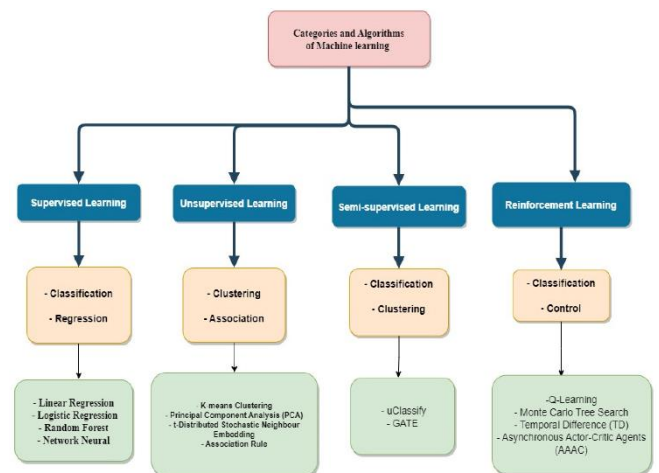 Categories and Algorithms
of Machine learning
Supervised Learning
Unsupervised Learning
Semi-supervised Learning
Reinforcement Learning
- Classification
- Regression
- Clustering
- Association
- Classification
- Clustering
- Classification
- Control
- Linear Regression
- Logistic Regression
- Random Forest
- Network Neural
- K-means Clustering
- Principal Component Analysis (PCA)
- t-Distributed Stochastic Neighbour
Embedding
- Association Rule
- uClassify
- GATE
-Q-Learning
- Monte Carlo Tree Search
- Temporal Difference (TD)
- Asynchronous Actor-Critic Agents
(AAAC)